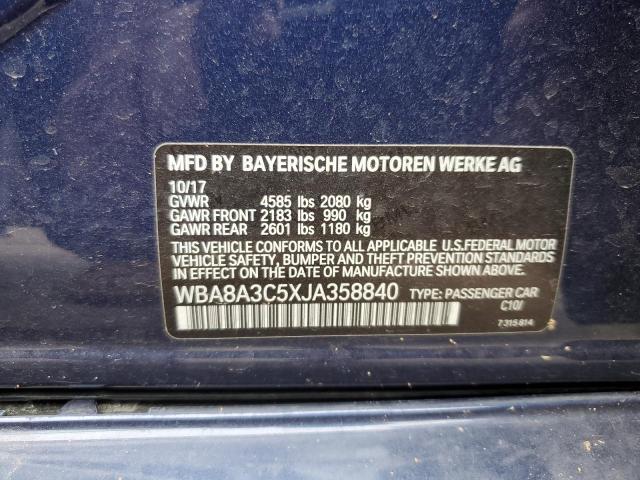 MFD BY BAYERISCHE MOTOREN WERKE AG
10/17
GVWR 4585 lbs 2080 kg
GAWR FRONT 2183 lbs 990 kg
GAWR REAR 2601 lbs 1180 kg
THIS VEHICLE CONFORMS TO ALL APPLICABLE U.S.FEDERAL MOTOR
VEHICLE SAFETY, BUMPER AND THEFT PREVENTION STANDARDS
IN EFFECT ON THE DATE OF MANUFACTURE SHOWN ABOVE.
WBA8A3C5XJA358840 TYPE: PASSENGER CAR
C10/
7315814